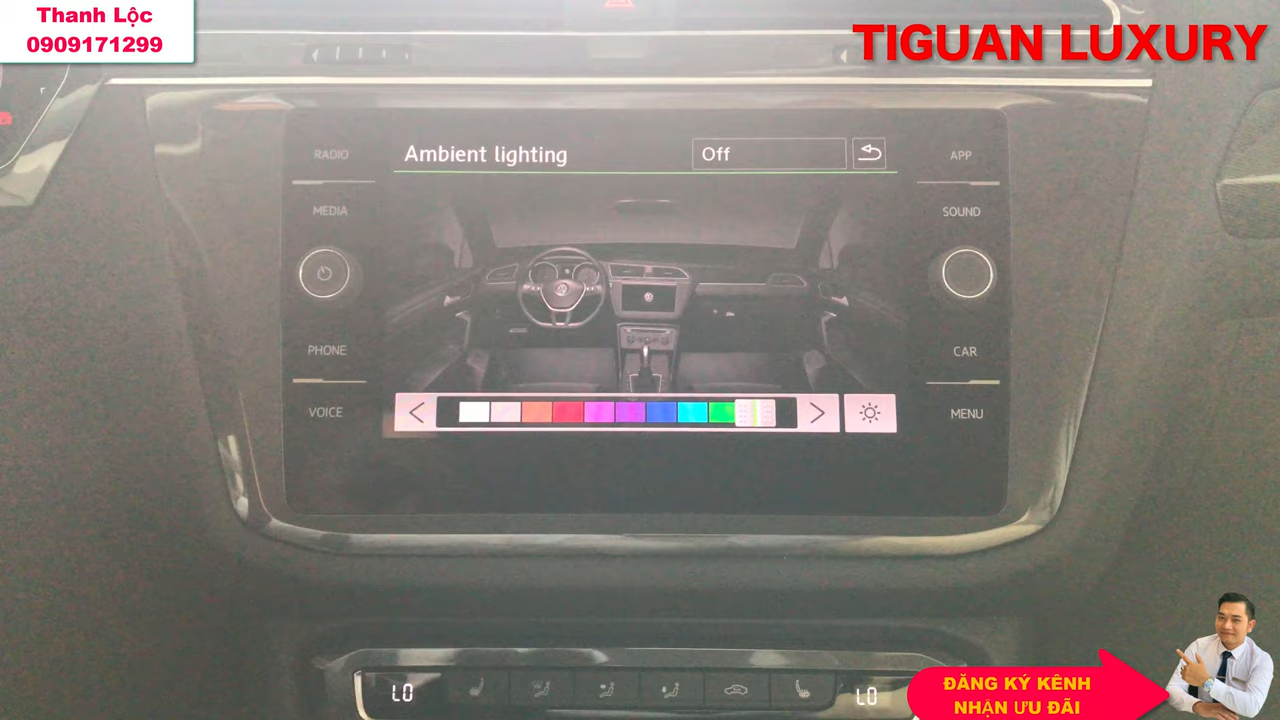 Thanh Lộc
0909171299
TIGUAN LUXURY
RADIO
Ambient lighting
Off
APP
MEDIA
SOUND
PHONE
CAR
VOICE
MENU
LO
LO
ĐĂNG KÝ KÊNH
NHẬN ƯU ĐÃI